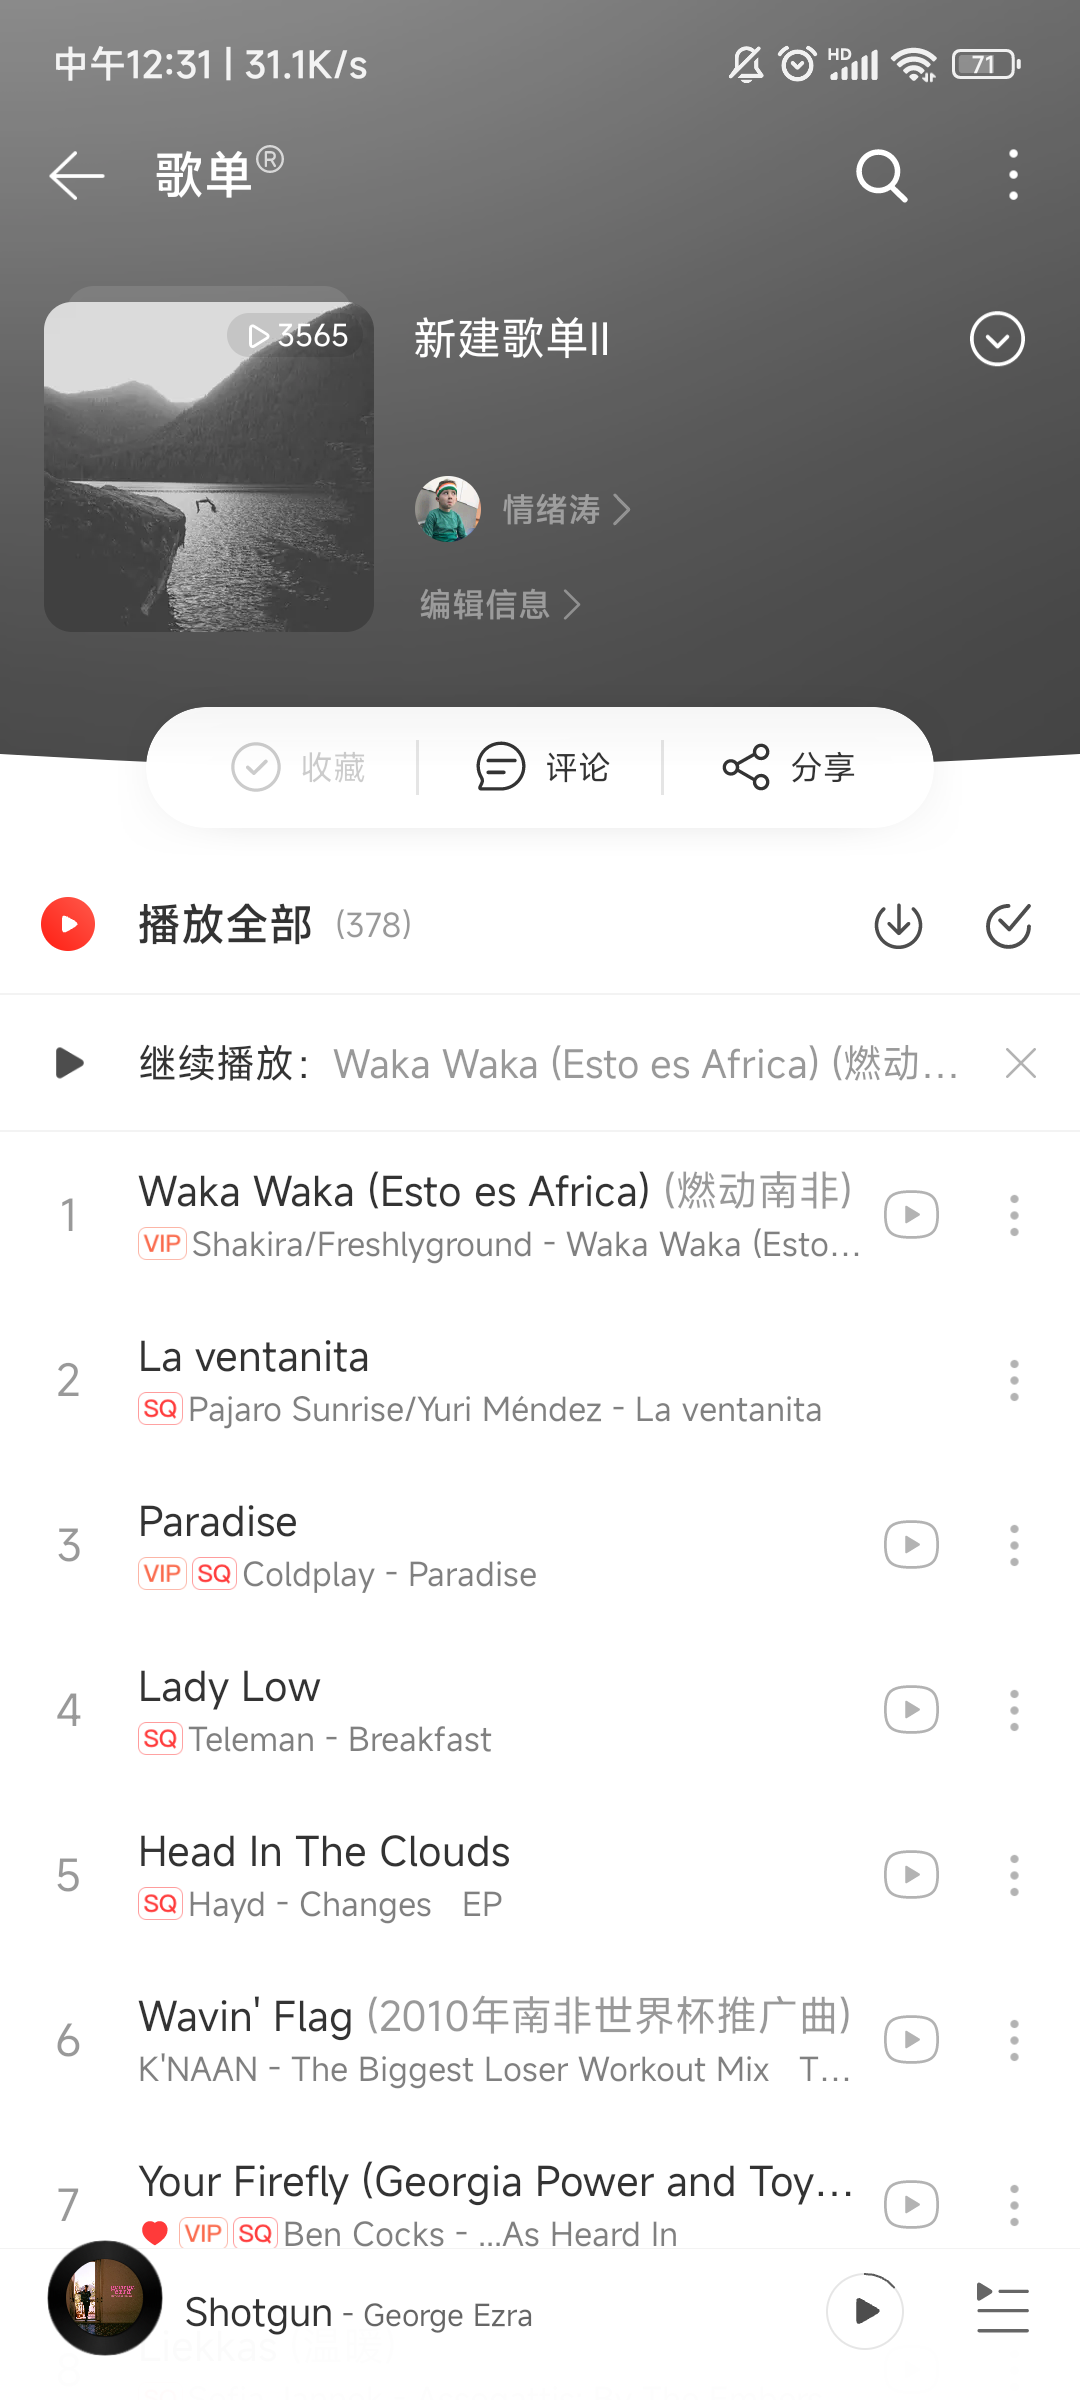 中午12:31 | 31.1K/s
HD
71
歌单®
3565
新建歌单II
情绪涛
编辑信息
收藏
评论
分享
播放全部 (378)
继续播放: Waka Waka (Esto es Africa) (燃动...
1
Waka Waka (Esto es Africa) (燃动南非)
VIP Shakira/Freshlyground - Waka Waka (Esto...
2
La ventanita
SQ Pajaro Sunrise/Yuri Méndez - La ventanita
3
Paradise
VIP SQ Coldplay - Paradise
4
Lady Low
SQ Teleman - Breakfast
5
Head In The Clouds
SQ Hayd - Changes EP
6
Wavin' Flag (2010年南非世界杯推广曲)
K'NAAN - The Biggest Loser Workout Mix T...
7
Your Firefly (Georgia Power and Toy...
VIP SQ Ben Cocks - ...As Heard In
Shotgun - George Ezra